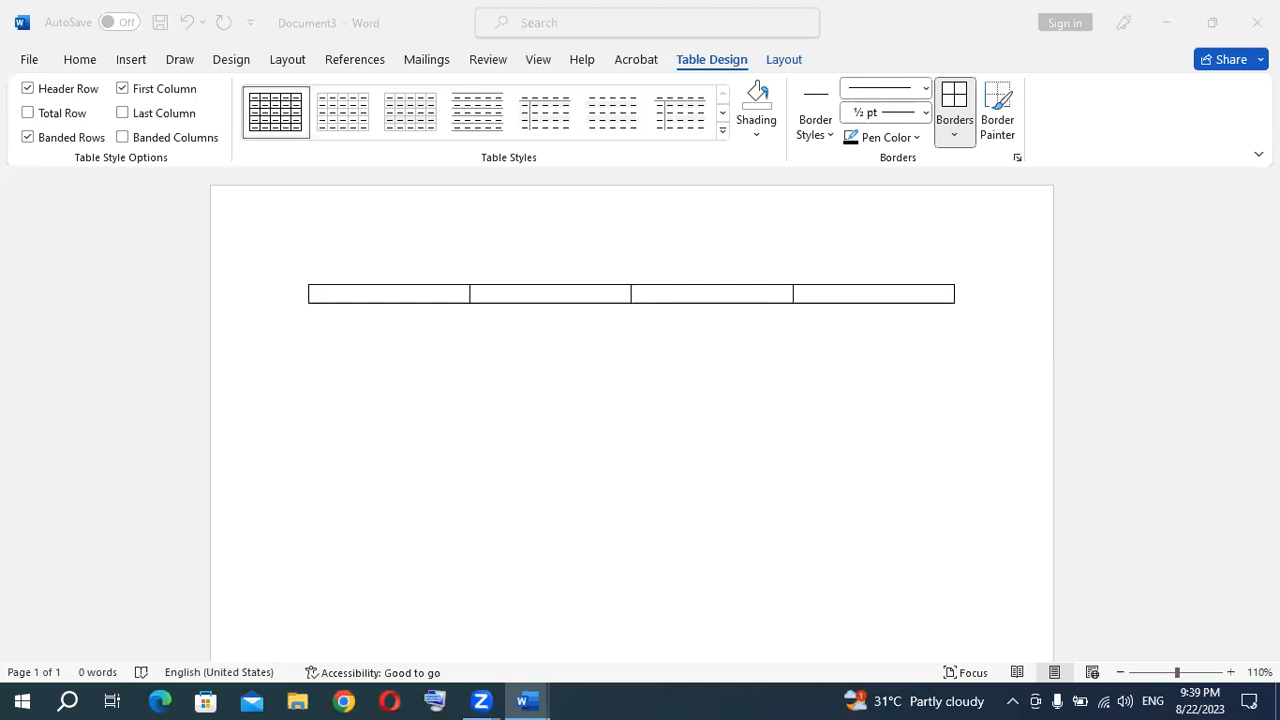 AutoSave Off Document3 - Word Search Sign in
File Home Insert Draw Design Layout References Mailings Review View Help Acrobat Table Design Layout Share
Header Row First Column
Total Row Last Column
Banded Rows Banded Columns
Table Style Options
Table Styles
Shading
Border Styles
½ pt
Pen Color
Borders
Border Painter
Borders
Page 1 of 1 0 words English (United States) Accessibility: Good to go Focus 110%
1 31°C Partly cloudy ENG 9:39 PM
8/22/2023